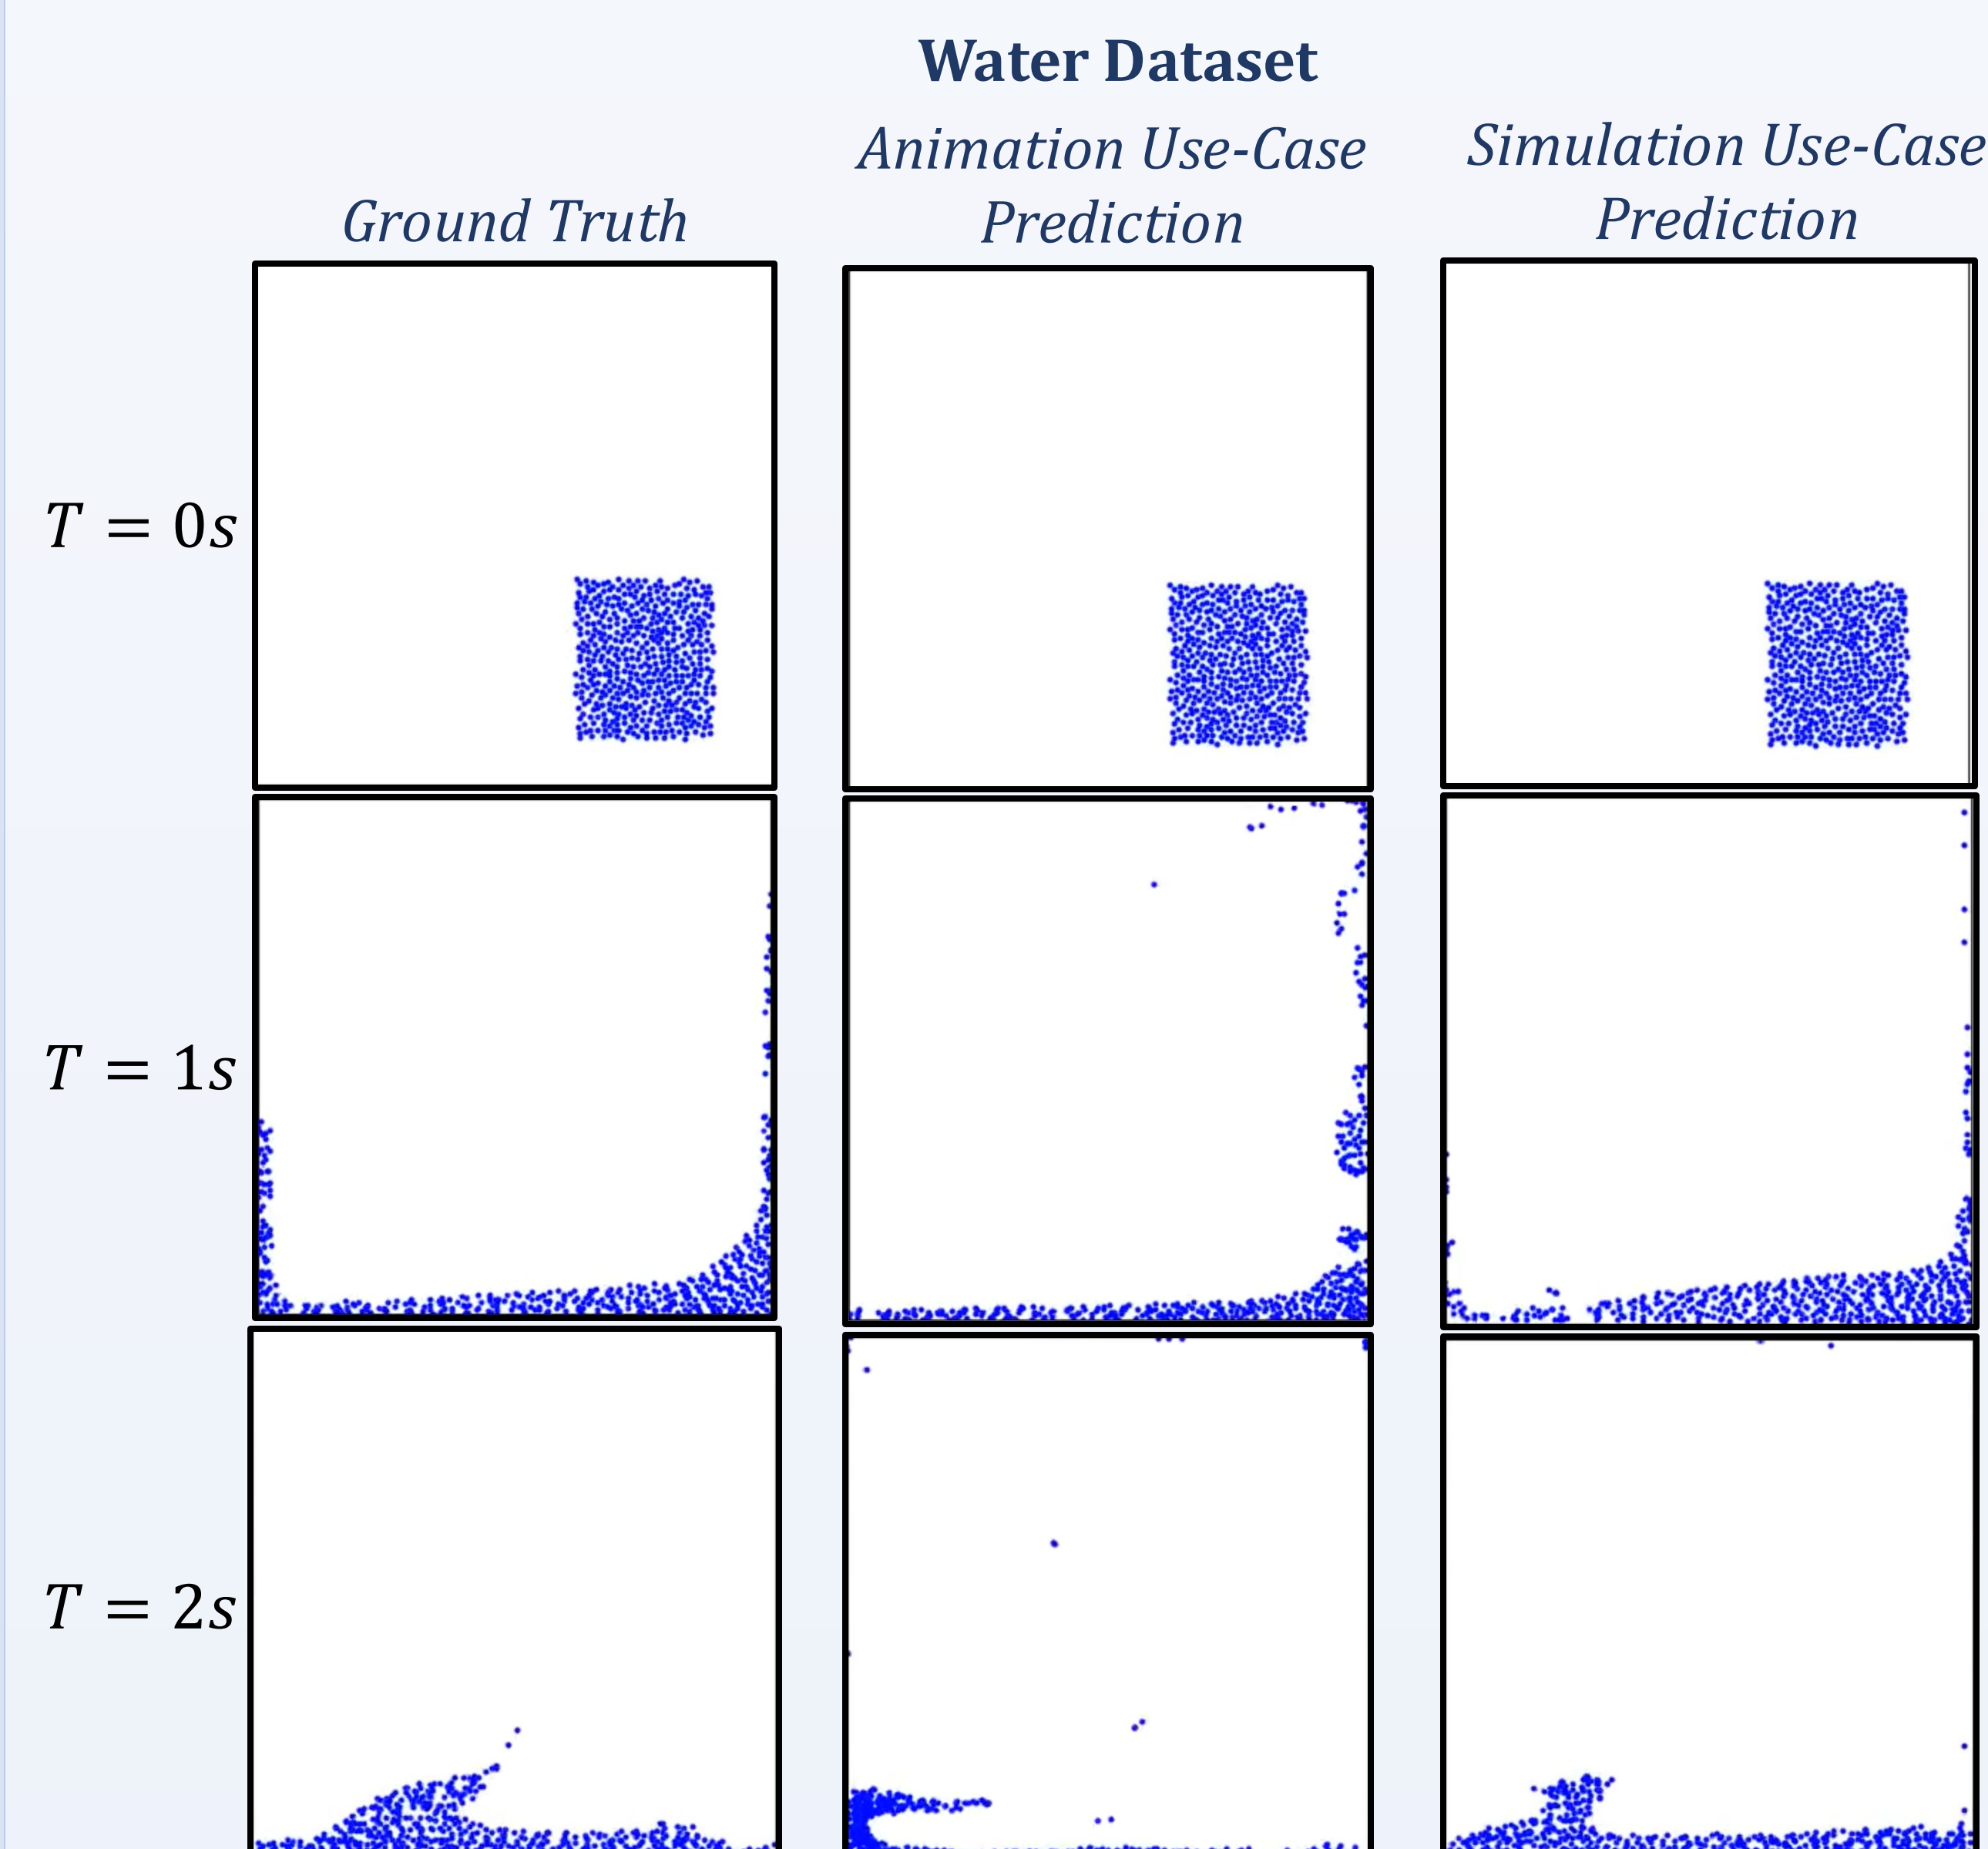 Water Dataset
Ground Truth
Animation Use-Case
Prediction
Simulation Use-Case
Prediction
T = 0s
T = 1s
T = 2s